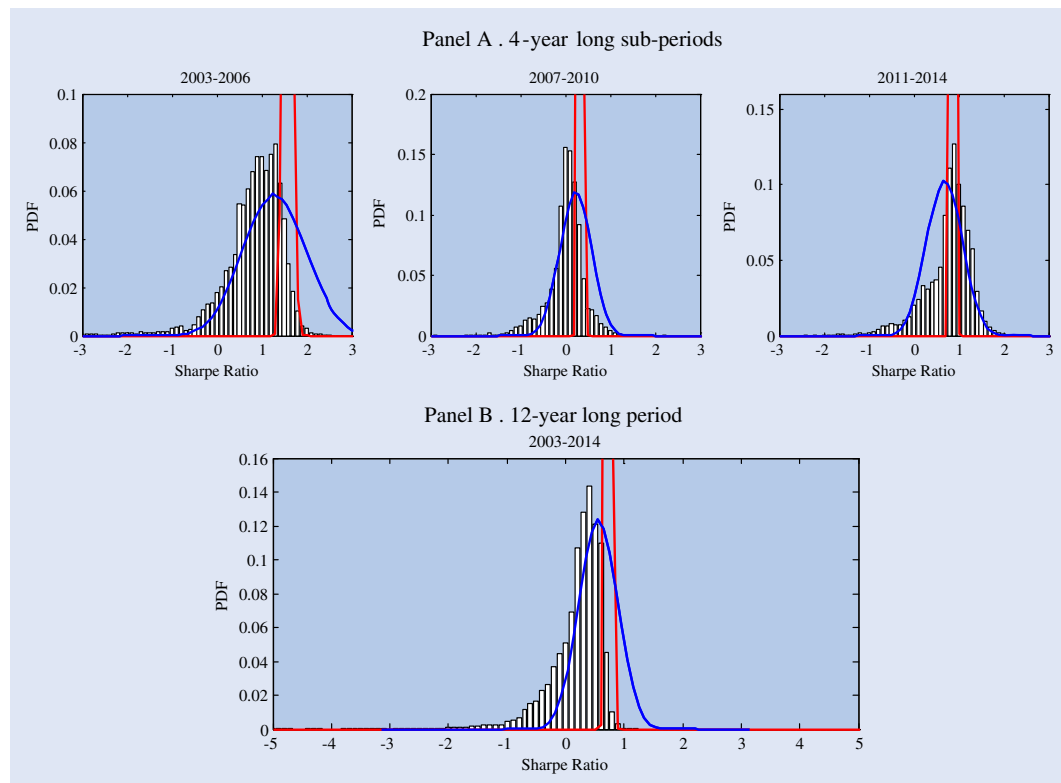 Panel A . 4-year long sub-periods
2003-2006
2007-2010
2011-2014
0.1
0.08
0.06
0.04
0.02
0
PDF
-3 -2 -1 0 1 2 3
Sharpe Ratio
0.2
0.15
0.1
0.05
0
PDF
-3 -2 -1 0 1 2 3
Sharpe Ratio
0.15
0.1
0.05
0
PDF
-3 -2 -1 0 1 2 3
Sharpe Ratio
Panel B . 12-year long period
2003-2014
0.16
0.14
0.12
0.1
0.08
0.06
0.04
0.02
0
PDF
-5 -4 -3 -2 -1 0 1 2 3 4 5
Sharpe Ratio